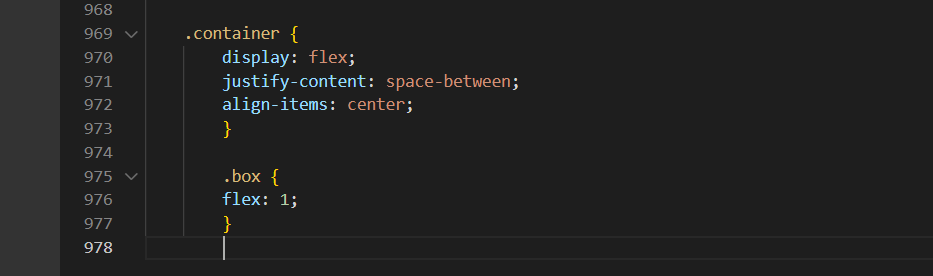 968
969 .container {
970 display: flex;
971 justify-content: space-between;
972 align-items: center;
973 }
974
975 .box {
976 flex: 1;
977 }
978